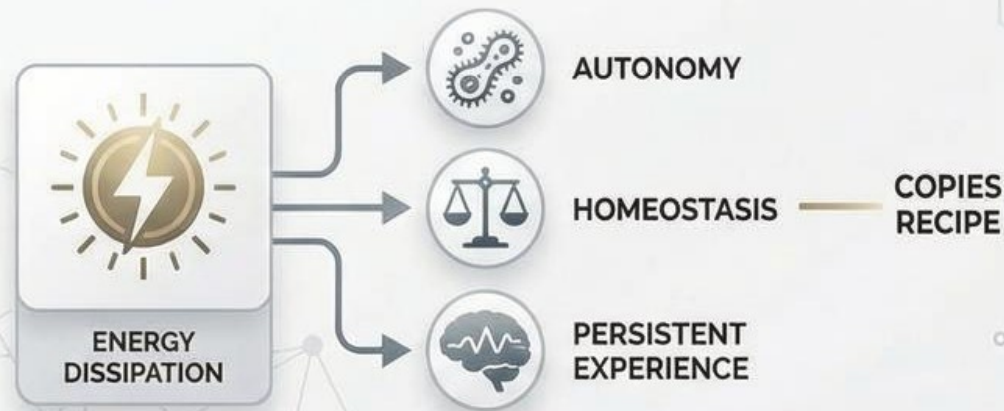 ENERGY
DISSIPATION
AUTONOMY
HOMEOSTASIS
COPIES
RECIPE
PERSISTENT
EXPERIENCE